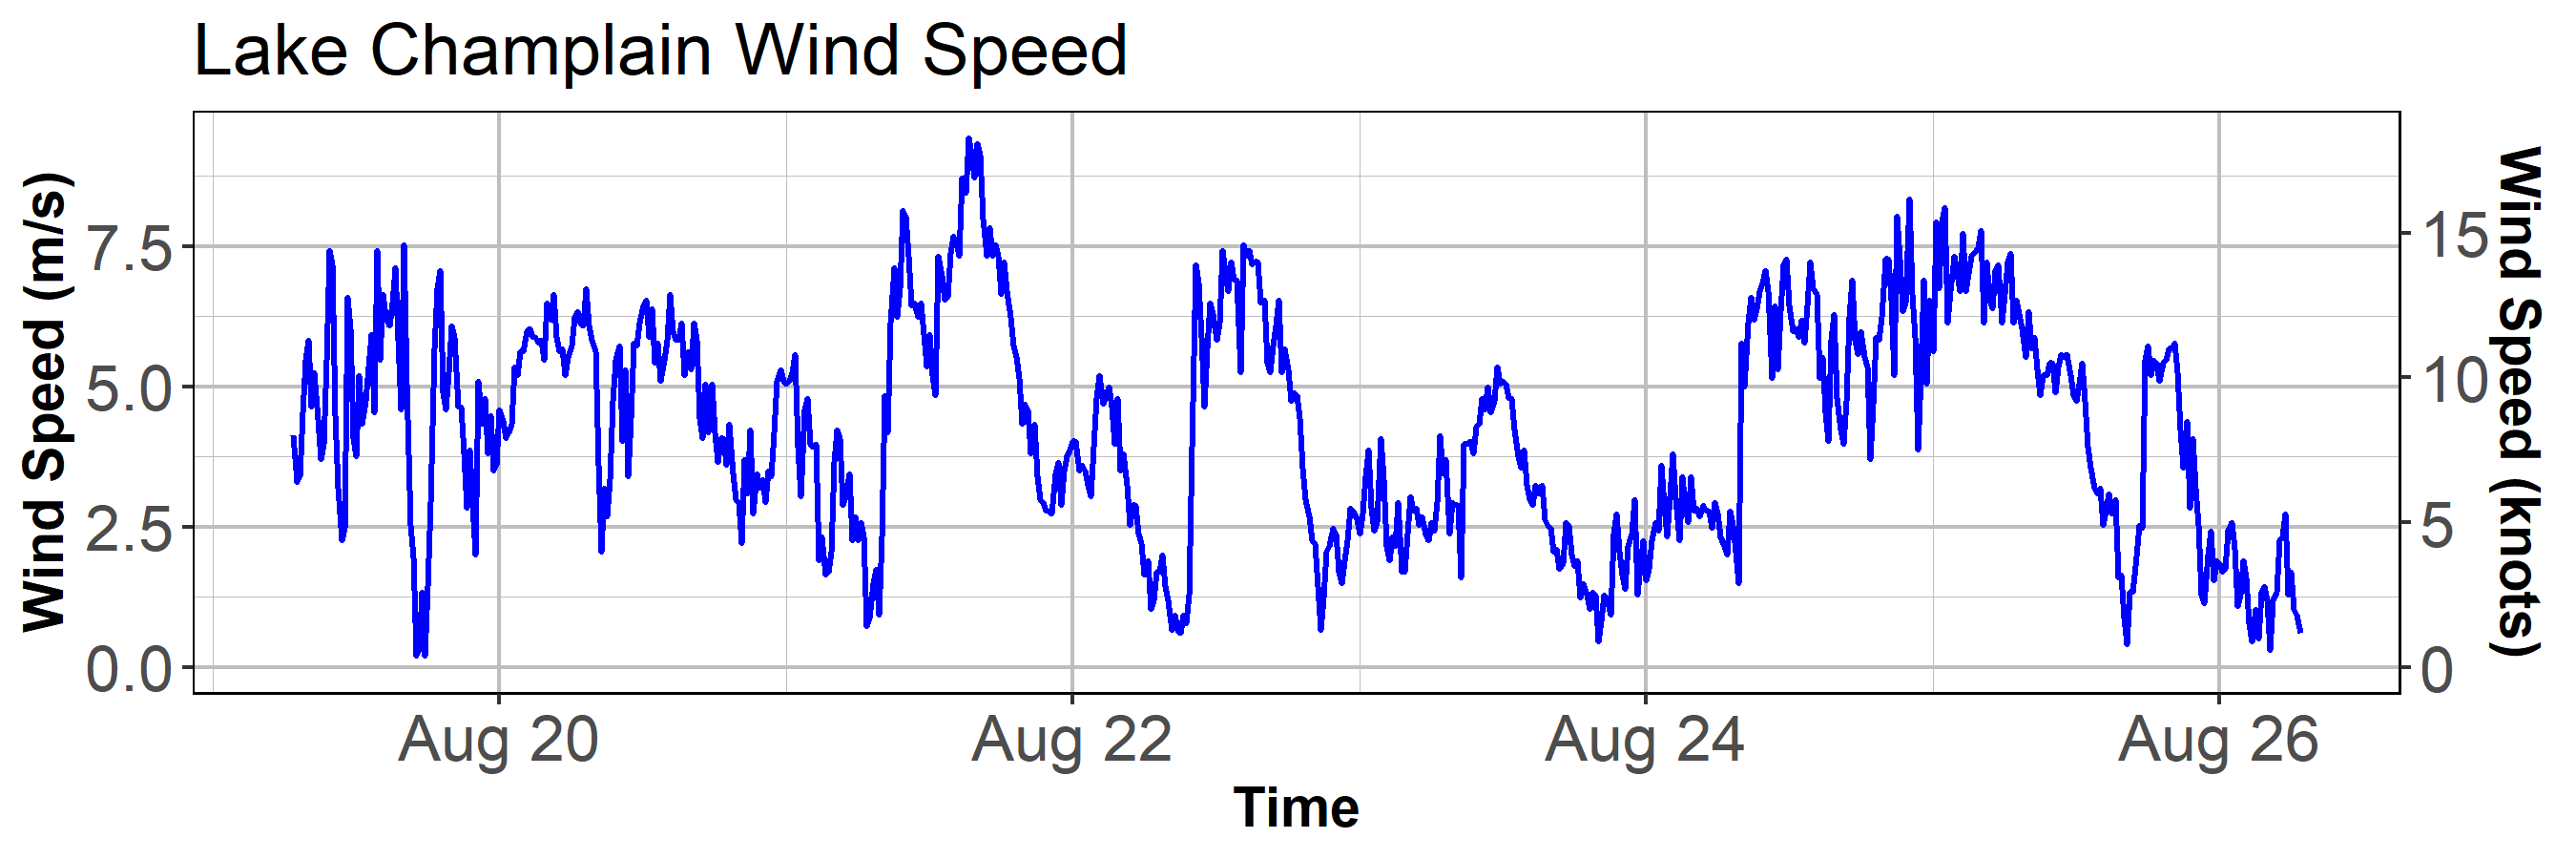 Lake Champlain Wind Speed
Wind Speed (m/s)
7.5
5.0
2.5
0.0
15
10
5
0
Wind Speed (knots)
Aug 20
Aug 22
Aug 24
Aug 26
Time